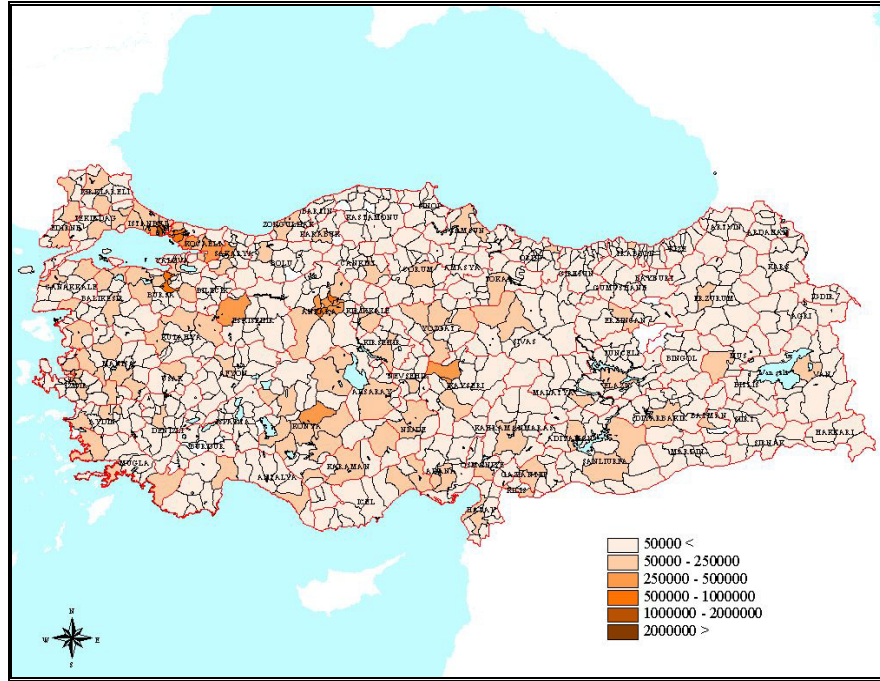 KIRKLARELI
TEKIRDAG
EDIRNE
ISTANBUL
KOCAELI
SAKARYA
YALOVA
ZONGULDAK
BARTIN
KARABUK
KASTAMONU
SINOP
SAMSUN
ORDU
GIRESUN
TRABZON
RIZE
ARTVIN
ARDAHAN
KARS
IGDIR
AGRI
CANAKKALE
BALIKESIR
BURSA
BILECIK
BOLU
CANKIRI
CORUM
AMASYA
TOKAT
GUMUSHANE
BAYBURT
ERZURUM
ERZINCAN
ESKISEHIR
ANKARA
KIRIKKALE
YOZGAT
SIVAS
KUTAHYA
KIRSEHIR
TUNCELI
BINGOL
MUS
MANISA
USAK
AFYON
AKSARAY
NEVSEHIR
KAYSERI
MALATYA
ELAZIG
BITLIS
Van golu
VAN
AYDIN
DENIZLI
ISPARTA
BURDUR
KONYA
NIGDE
KAHRAMANMARAS
ADIYAMAN
DIYARBAKIR
BATMAN
SIIRT
HAKKARI
SIRNAK
MARDIN
SANLIURFA
MUGLA
ANTALYA
KARAMAN
ICEL
ADANA
OSMANIYE
GAZIANTEP
KILIS
HATAY
50000 <
50000 - 250000
250000 - 500000
500000 - 1000000
1000000 - 2000000
2000000 >
N
W
E
S